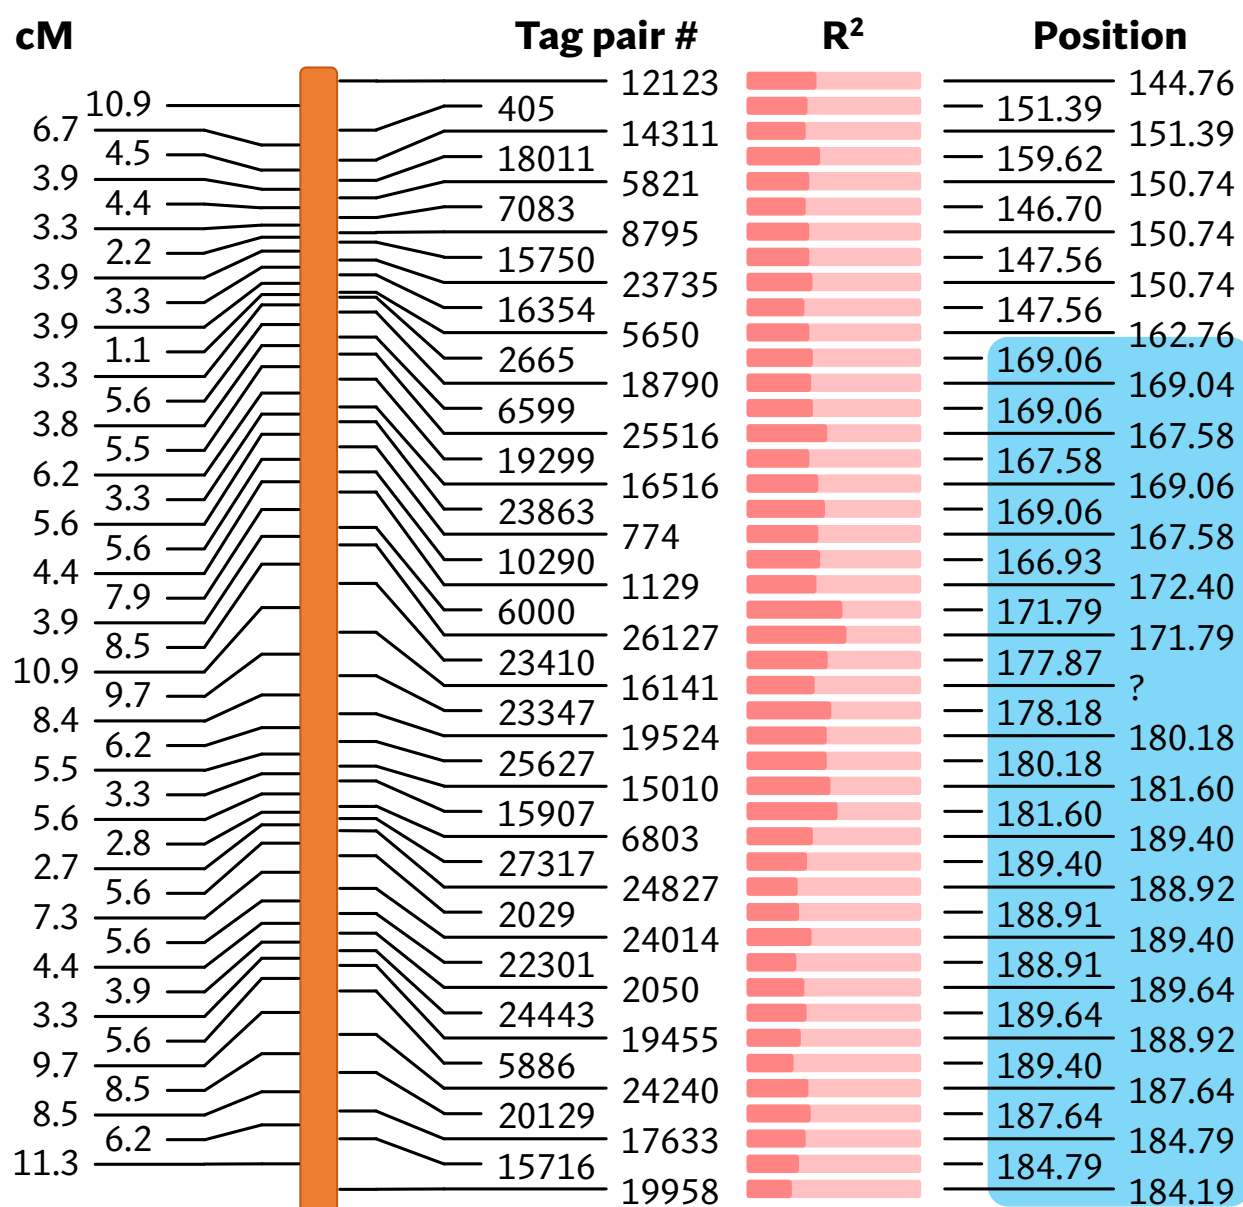 cM Tag pair # R² Position
12123 144.76
10.9 405 151.39
6.7 14311 151.39
4.5 18011 159.62
3.9 5821 150.74
4.4 7083 146.70
3.3 8795 150.74
2.2 15750 147.56
3.9 23735 150.74
3.3 16354 147.56
3.9 5650 162.76
1.1 2665 169.06
3.3 18790 169.04
5.6 6599 169.06
3.8 25516 167.58
5.5 19299 167.58
6.2 16516 169.06
3.3 23863 169.06
5.6 774 167.58
5.6 10290 166.93
4.4 1129 172.40
7.9 6000 171.79
3.9 26127 171.79
8.5 23410 177.87
10.9 16141 ?
9.7 23347 178.18
8.4 19524 180.18
6.2 25627 180.18
5.5 15010 181.60
3.3 15907 181.60
5.6 6803 189.40
2.8 27317 189.40
2.7 24827 188.92
5.6 2029 188.91
7.3 24014 189.40
5.6 22301 188.91
4.4 2050 189.64
3.9 24443 189.64
3.3 19455 188.92
5.6 5886 189.40
9.7 24240 187.64
8.5 20129 187.64
8.5 17633 184.79
6.2 15716 184.79
11.3 19958 184.19